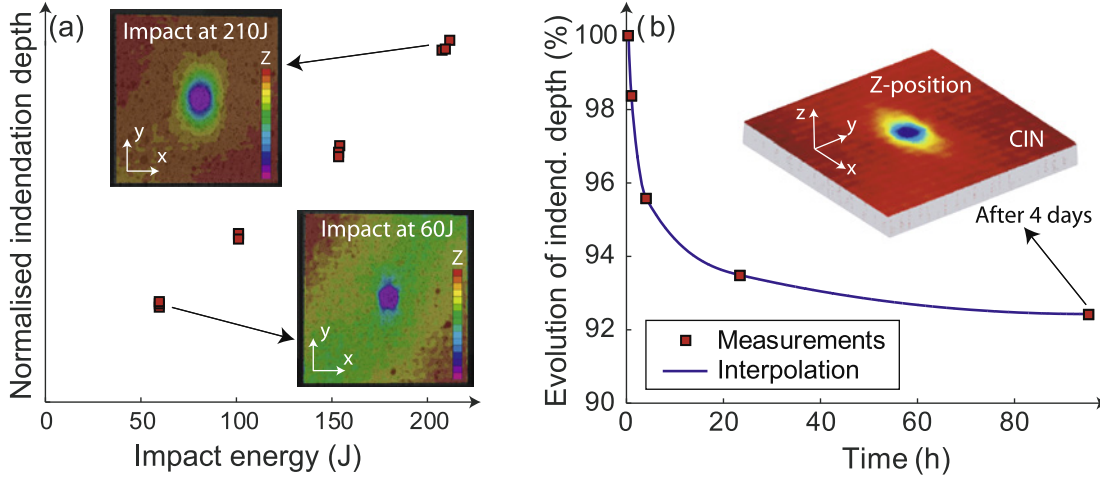 (a)
Normalised indendation depth
Impact at 210J
Z
y
x
Impact at 60J
Z
y
x
0
50
100
150
200
Impact energy (J)
(b)
Evolution of indend. depth (%)
100
98
96
94
92
90
Z-position
z
y
x
CIN
After 4 days
Measurements
Interpolation
0
20
40
60
80
Time (h)